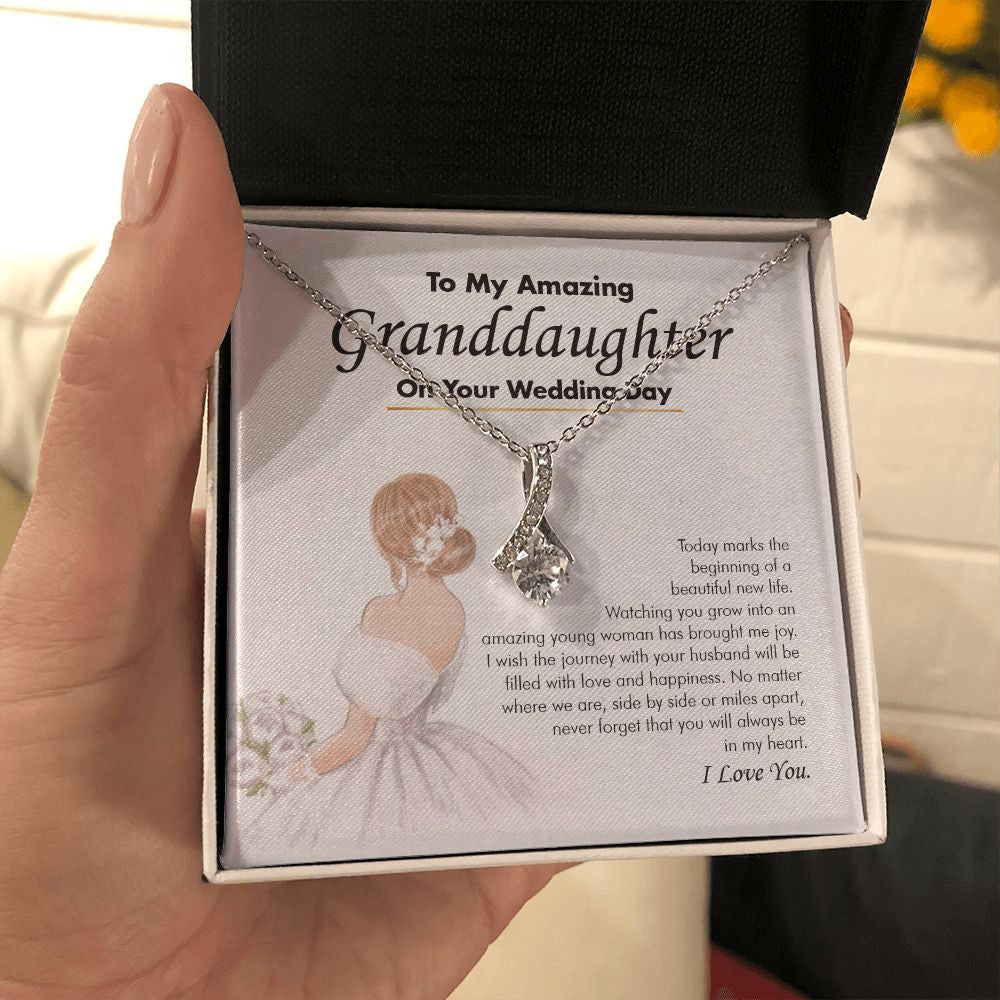 To My Amazing
Granddaughter
On Your Wedding Day
Today marks the
beginning of a
beautiful new life.
Watching you grow into an
amazing young woman has brought me joy.
I wish the journey with your husband will be
filled with love and happiness. No matter
where we are, side by side or miles apart,
never forget that you will always be
in my heart.
I Love You.